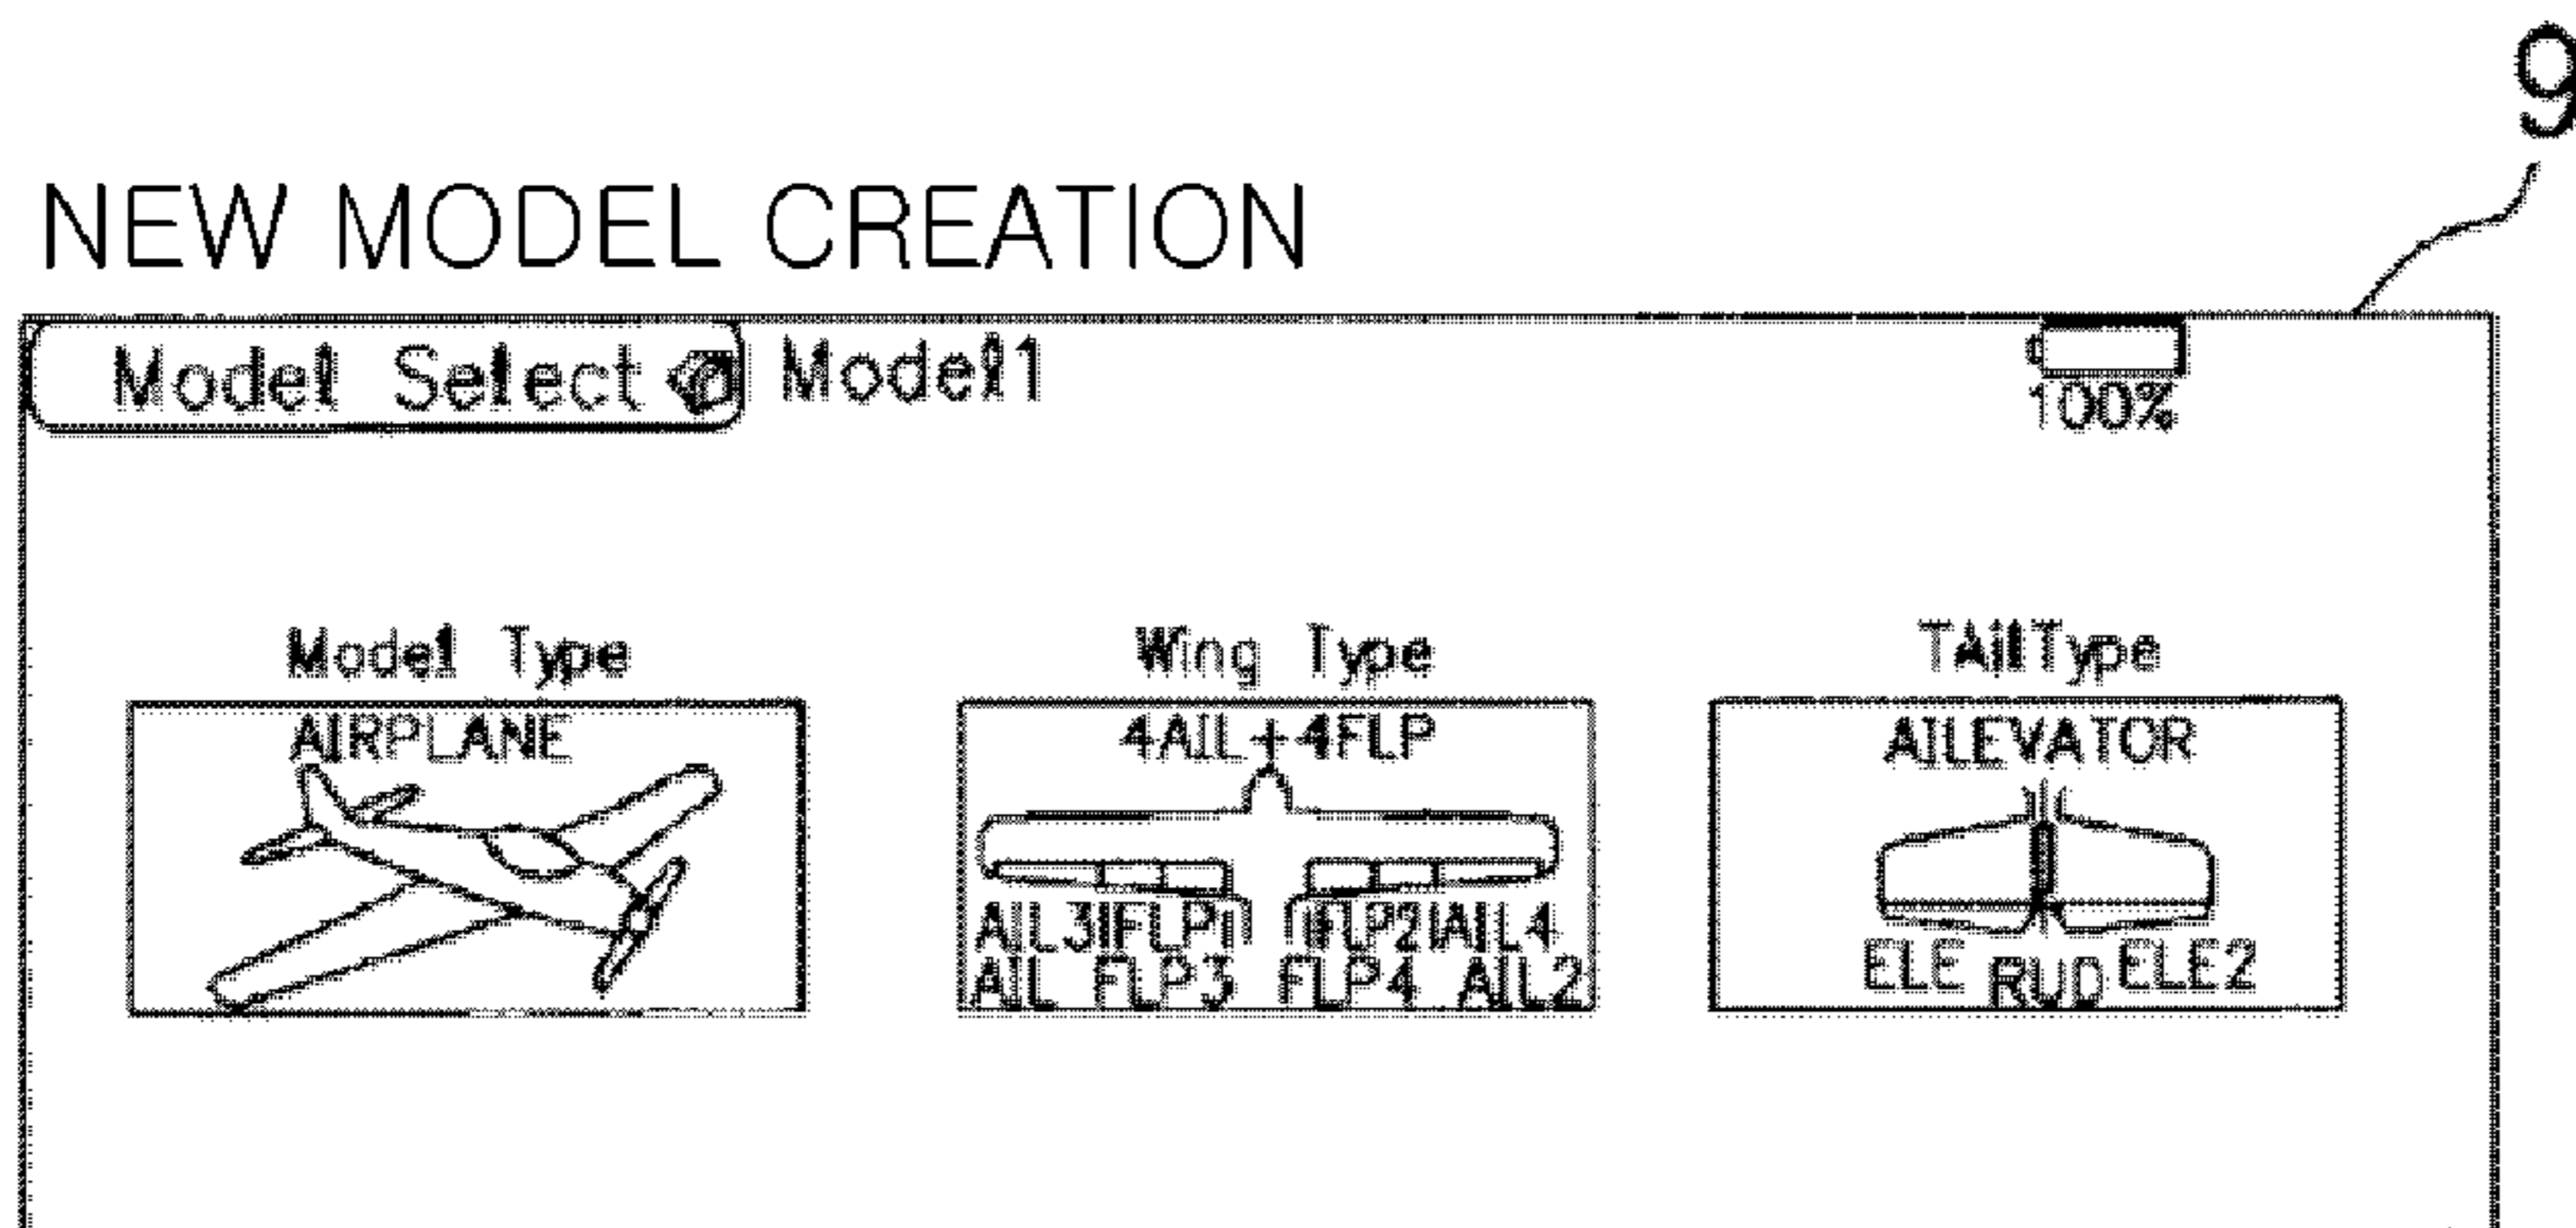 9
NEW MODEL CREATION
Model Select Model1
100%
Model Type
Wing Type
TAilType
AIRPLANE
4AIL+4FLP
AIL3 FLP1 FLP2 AIL4
AIL FLP3 FLP4 AIL2
AILEVATOR
ELE RUD ELE2